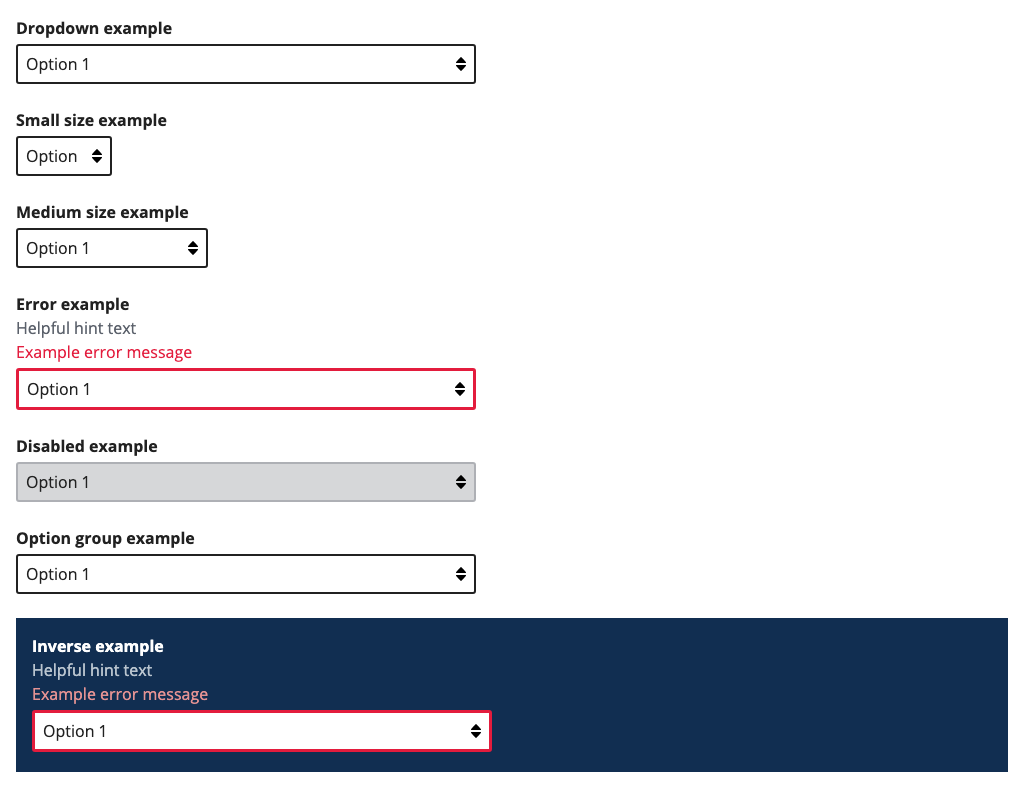 Dropdown example
Option 1
Small size example
Option
Medium size example
Option 1
Error example
Helpful hint text
Example error message
Option 1
Disabled example
Option 1
Option group example
Option 1
Inverse example
Helpful hint text
Example error message
Option 1